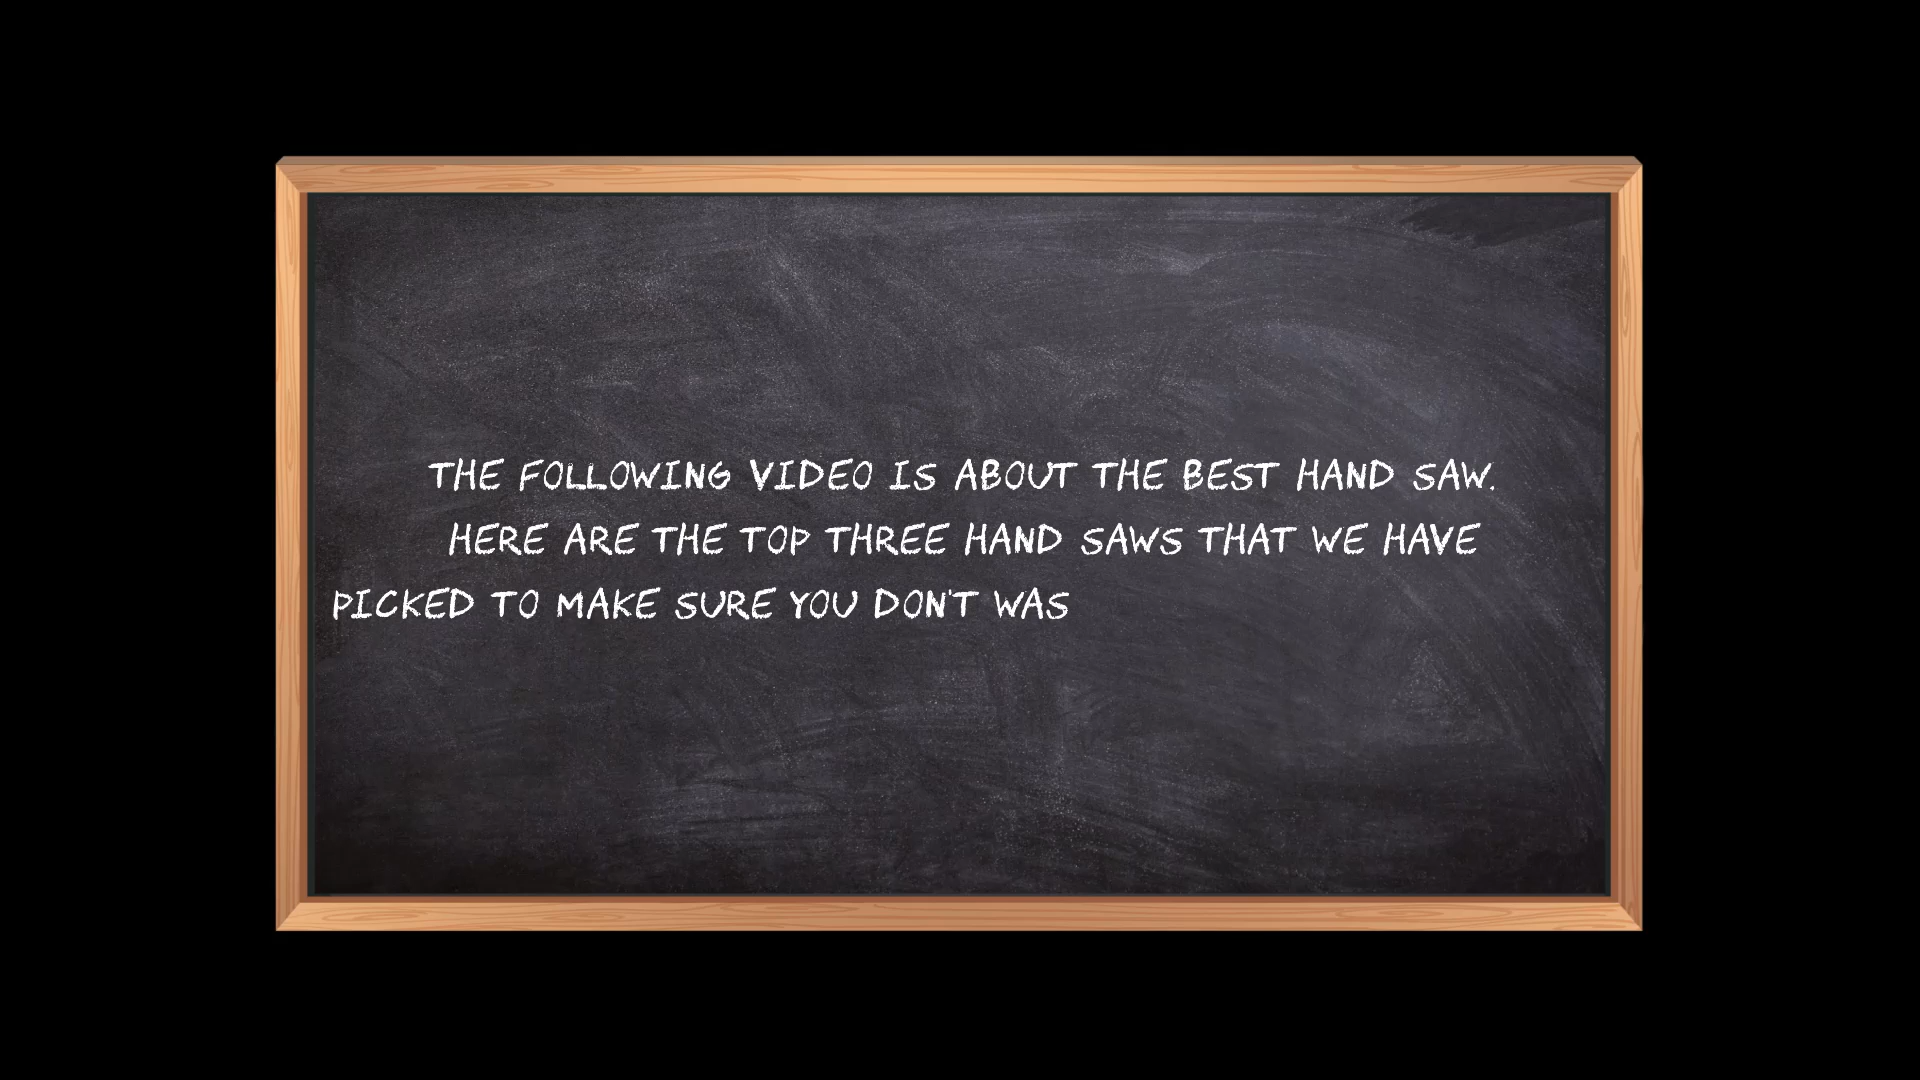 THE FOLLOWING VIDEO IS ABOUT THE BEST HAND SAW.
HERE ARE THE TOP THREE HAND SAWS THAT WE HAVE
PICKED TO MAKE SURE YOU DON'T WAS